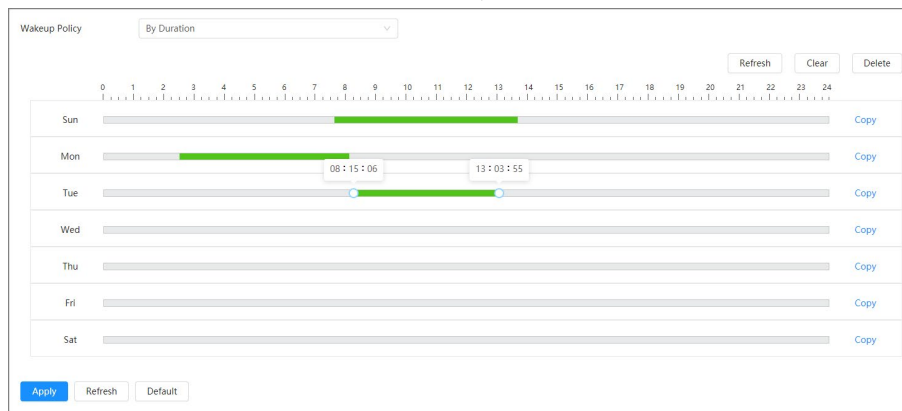 Wakeup Policy By Duration
Refresh Clear Delete
0 1 2 3 4 5 6 7 8 9 10 11 12 13 14 15 16 17 18 19 20 21 22 23 24
Sun Copy
Mon Copy
08:15:06 13:03:55
Tue Copy
Wed Copy
Thu Copy
Fri Copy
Sat Copy
Apply Refresh Default